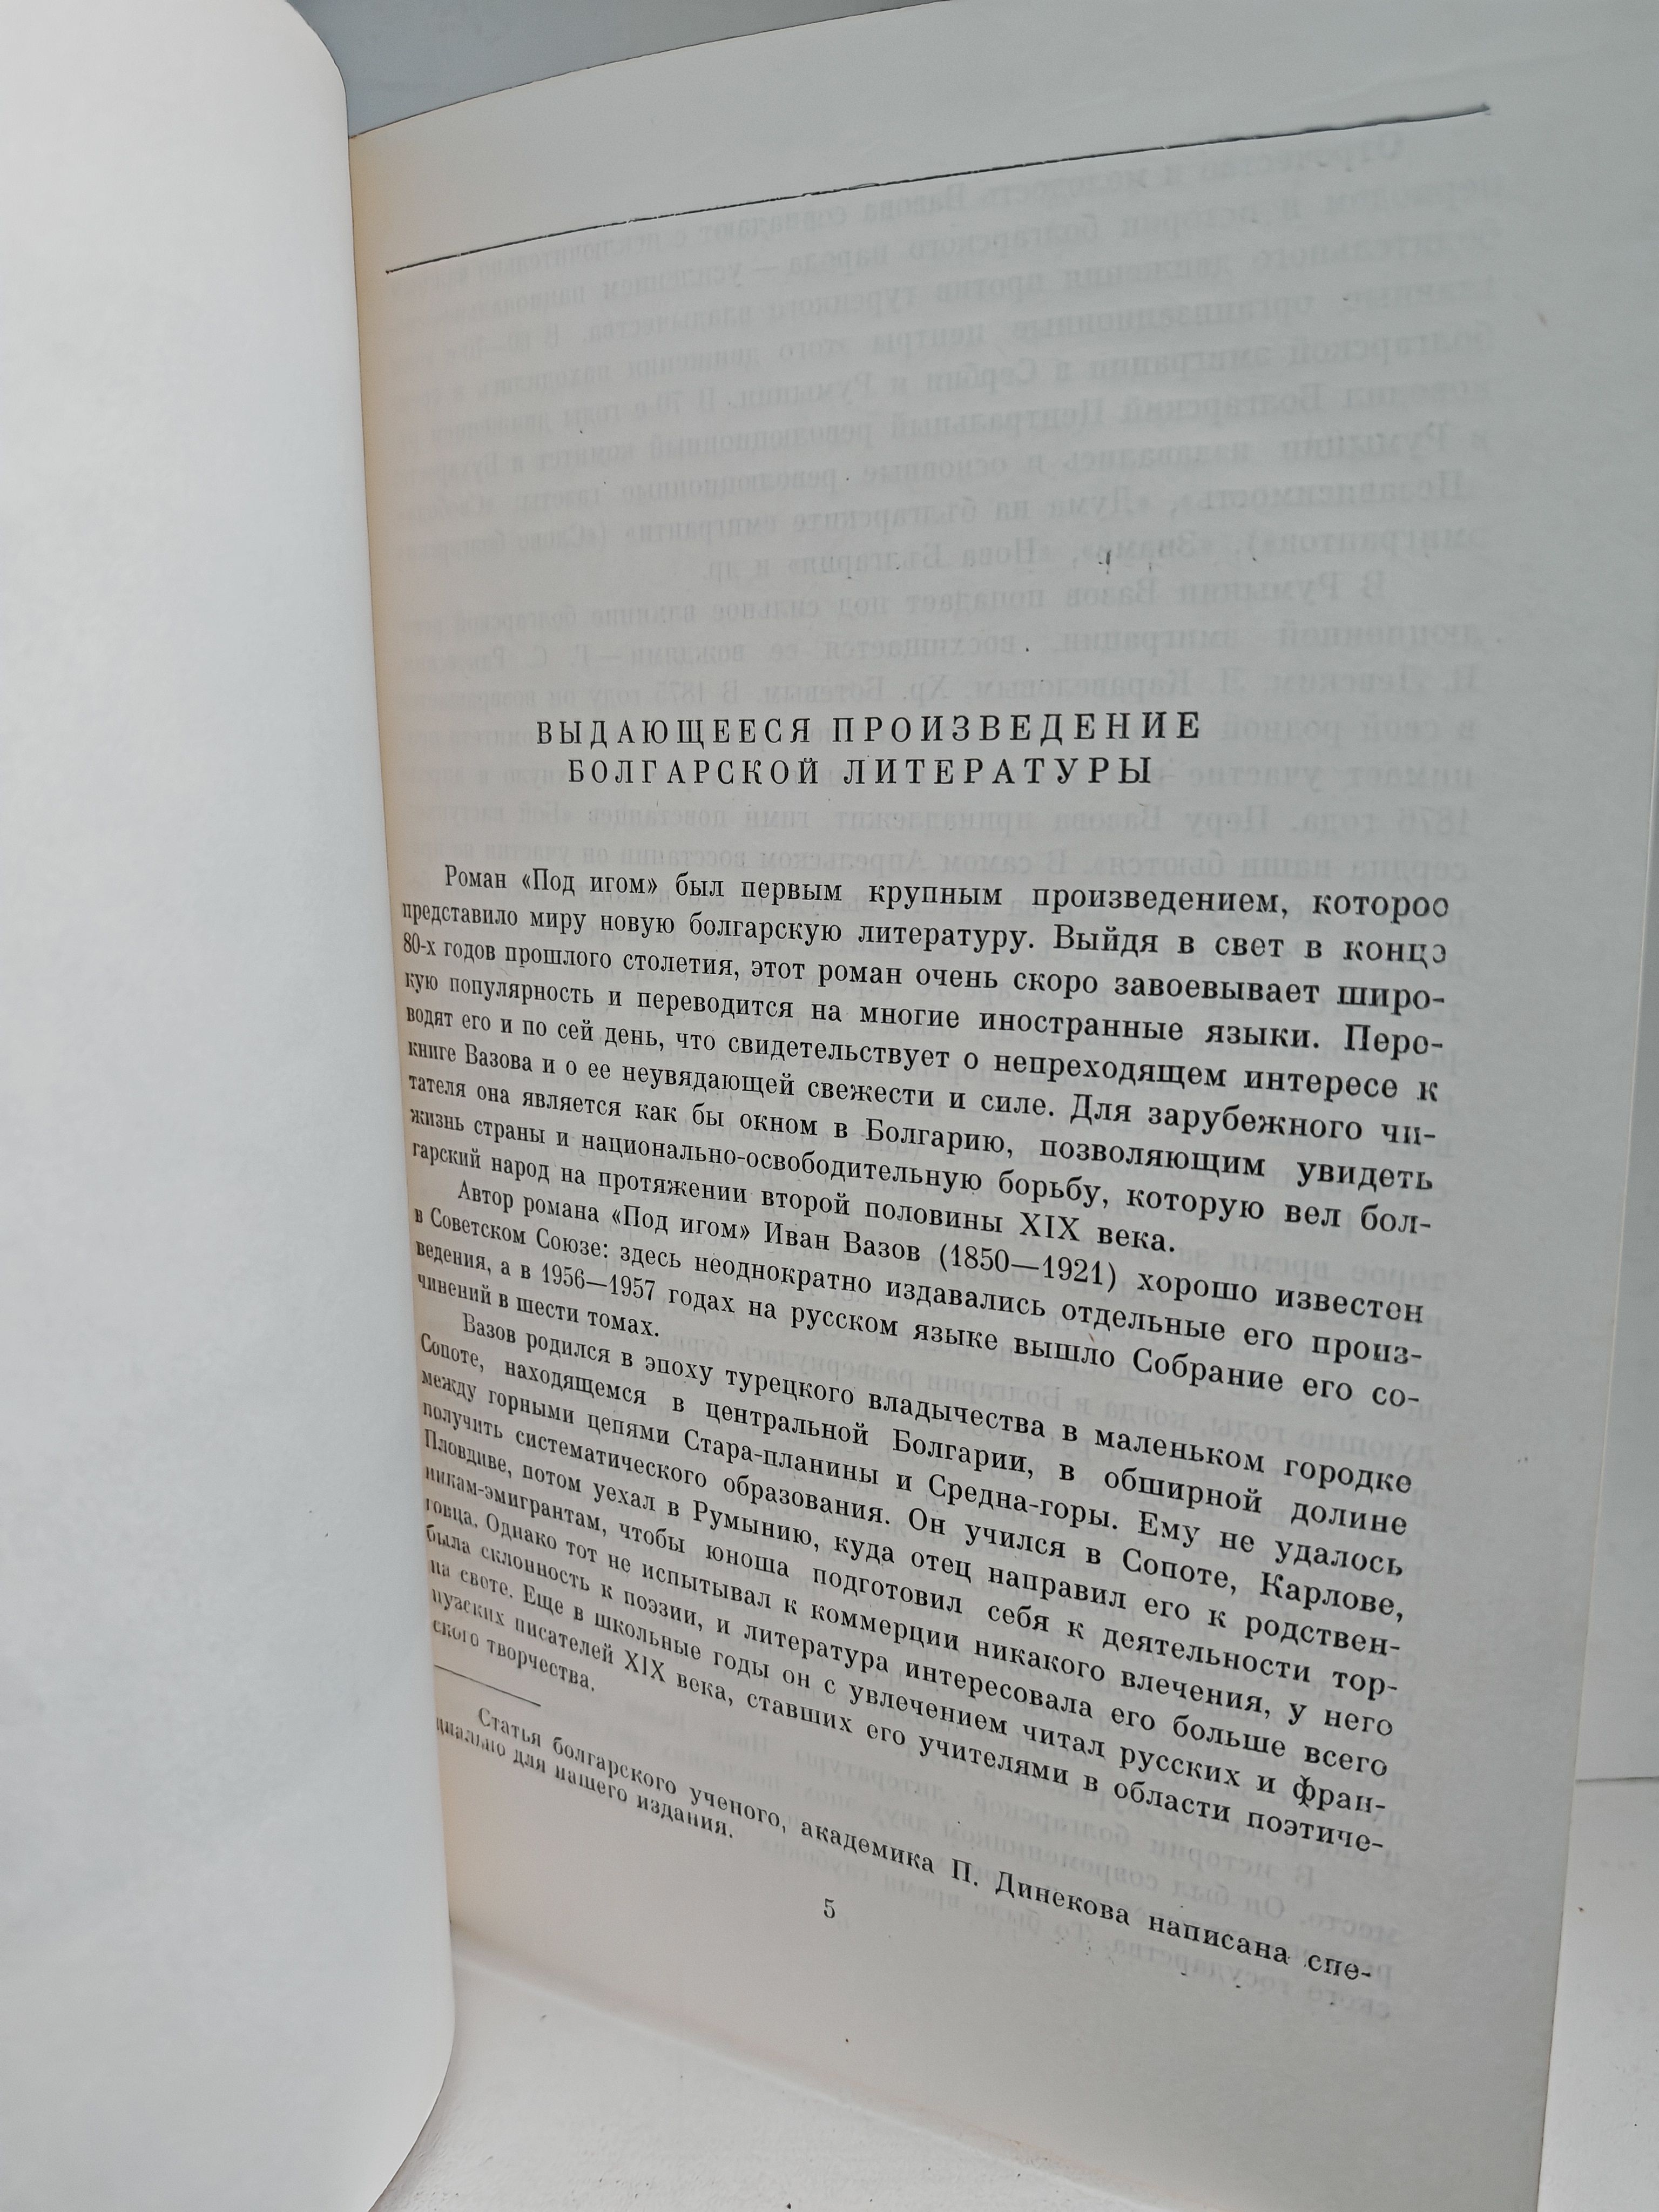 ВЫДАЮЩЕЕСЯ ПРОИЗВЕДЕНИЕ
БОЛГАРСКОЙ ЛИТЕРАТУРЫ
Роман «Под игом» был первым крупным произведением, которое
представило миру новую болгарскую литературу. Выйдя в свет в конце
80-х годов прошлого столетия, этот роман очень скоро завоевывает широ-
кую популярность и переводится на многие иностранные языки. Пере-
водят его и по сей день, что свидетельствует о непреходящем интересе к
книге Вазова и о ее неувядающей свежести и силе. Для зарубежного чи-
тателя она является как бы окном в Болгарию, позволяющим увидеть
жизнь страны и национально-освободительную борьбу, которую вел бол-
гарский народ на протяжении второй половины XIX века.
Автор романа «Под игом» Иван Вазов (1850—1921) хорошо известен
в Советском Союзе: здесь неоднократно издавались отдельные его произ-
ведения, а в 1956—1957 годах на русском языке вышло Собрание его со-
чинений в шести томах.
Вазов родился в эпоху турецкого владычества в маленьком городке
Сопоте, находящемся в центральной Болгарии, в обширной долине
между горными цепями Стара-планины и Средна-горы. Ему не удалось
получить систематического образования. Он учился в Сопоте, Карлове,
Пловдиве, потом уехал в Румынию, куда отец направил его к родствен-
никам-эмигрантам, чтобы юноша подготовил себя к деятельности тор-
говца. Однако тот не испытывал к коммерции никакого влечения, у него
была склонность к поэзии, и литература интересовала его больше всего
на свете. Еще в школьные годы он с увлечением читал русских и фран-
цузских писателей XIX века, ставших его учителями в области поэтиче-
ского творчества.
Статья болгарского ученого, академика П. Динекова написана спе-
циально для нашего издания.
5